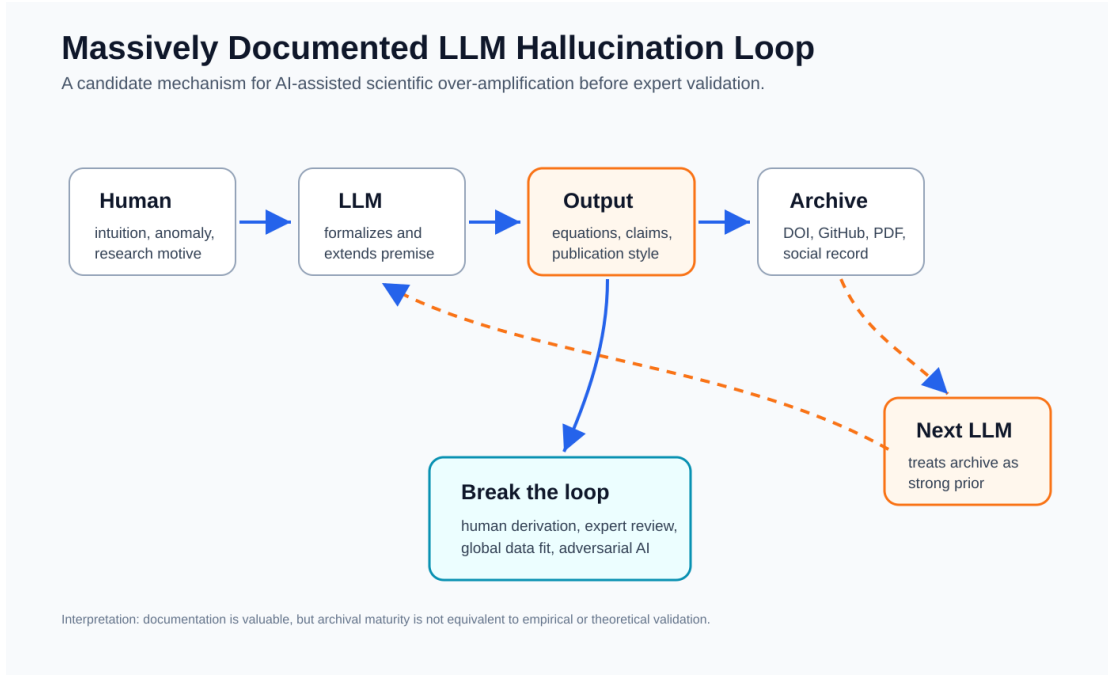 Massively Documented LLM Hallucination Loop
A candidate mechanism for AI-assisted scientific over-amplification before expert validation.
Human
intuition, anomaly,
research motive
LLM
formalizes and
extends premise
Output
equations, claims,
publication style
Archive
DOI, GitHub, PDF,
social record
Next LLM
treats archive as
strong prior
Break the loop
human derivation, expert review,
global data fit, adversarial AI
Interpretation: documentation is valuable, but archival maturity is not equivalent to empirical or theoretical validation.